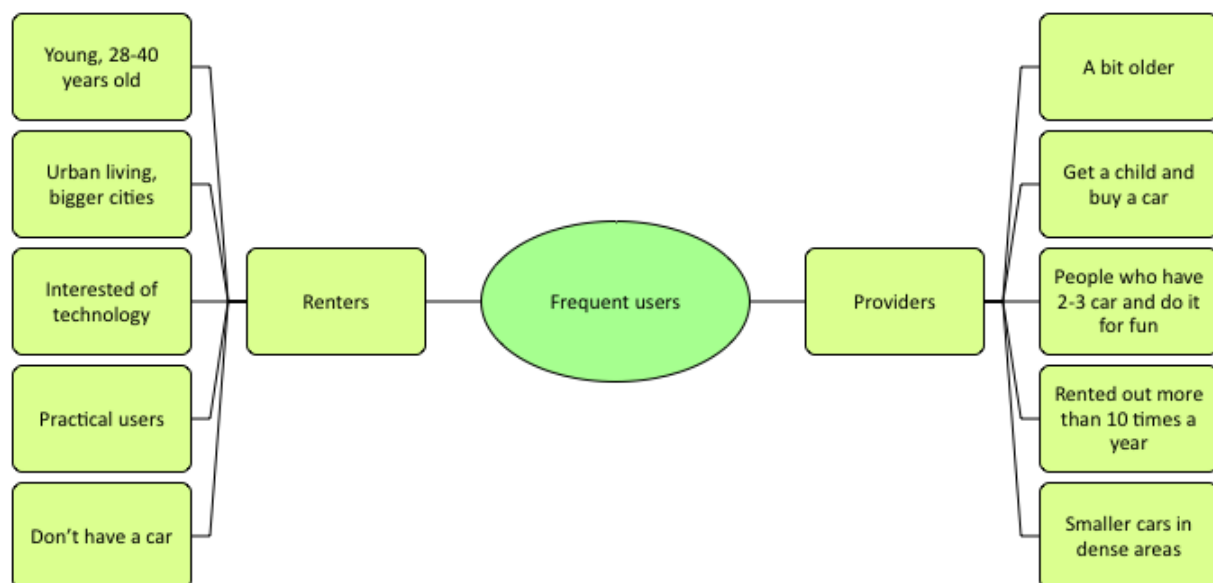 Young, 28-40
years old
Urban living,
bigger cities
Interested of
technology
Practical users
Don’t have a car
Renters
Frequent users
Providers
A bit older
Get a child and
buy a car
People who have
2-3 car and do it
for fun
Rented out more
than 10 times a
year
Smaller cars in
dense areas